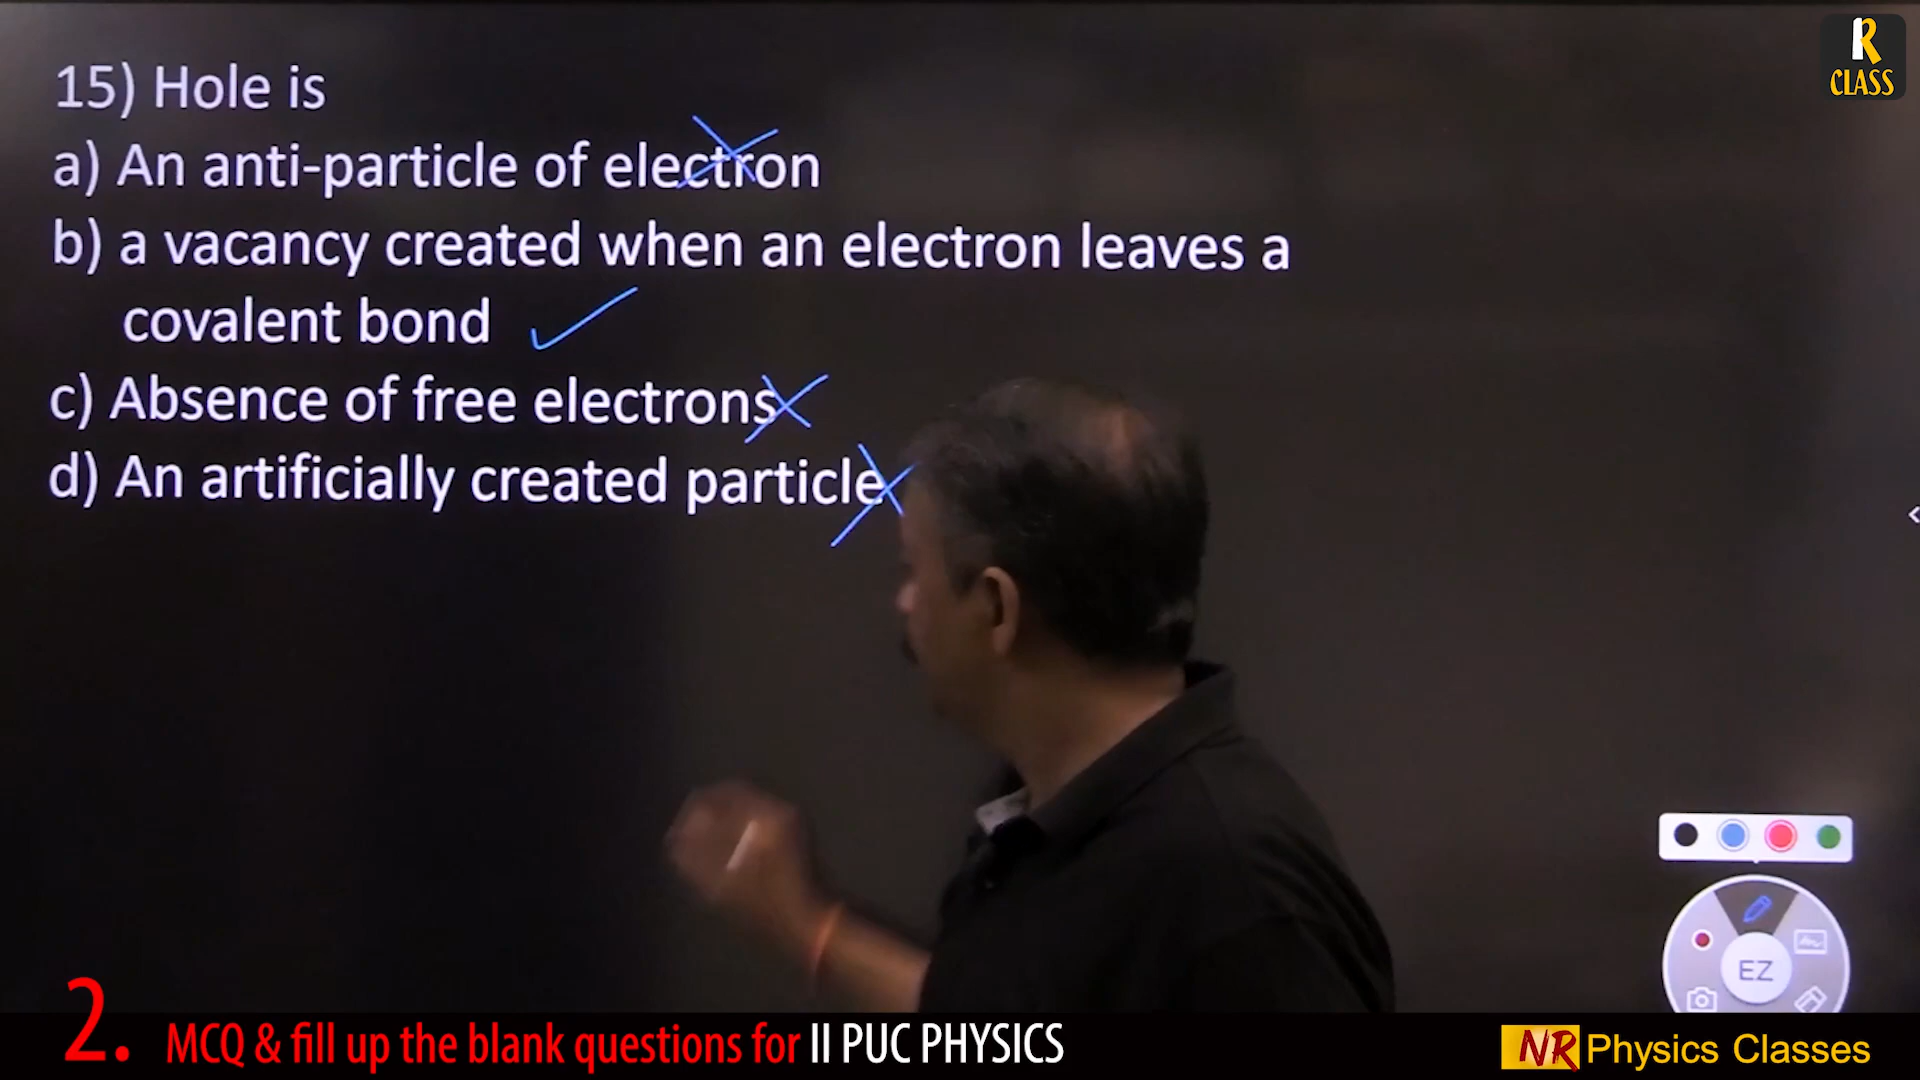 R
CLASS
15) Hole is
a) An anti-particle of electron
b) a vacancy created when an electron leaves a
covalent bond
c) Absence of free electrons
d) An artificially created particle
EZ
2. MCQ & fill up the blank questions for II PUC PHYSICS
NR Physics Classes